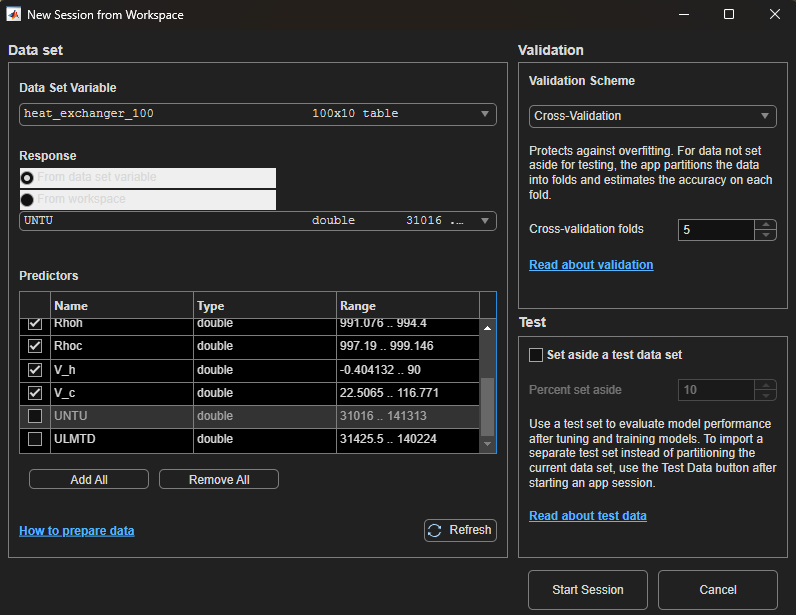 New Session from Workspace
Data set
Data Set Variable
heat_exchanger_100 100x10 table
Response
From data set variable
From workspace
UNTU double 31016 ...
Predictors
Name Type Range
Rhoh double 991.076 .. 994.4
Rhoc double 997.19 .. 999.146
V_h double -0.404132 .. 90
V_c double 22.5065 .. 116.771
UNTU double 31016 .. 141313
ULMTD double 31425.5 .. 140224
Add All Remove All
How to prepare data Refresh
Validation
Validation Scheme
Cross-Validation
Protects against overfitting. For data not set
aside for testing, the app partitions the data
into folds and estimates the accuracy on each
fold.
Cross-validation folds 5
Read about validation
Test
Set aside a test data set
Percent set aside 10
Use a test set to evaluate model performance
after tuning and training models. To import a
separate test set instead of partitioning the
current data set, use the Test Data button after
starting an app session.
Read about test data
Start Session Cancel